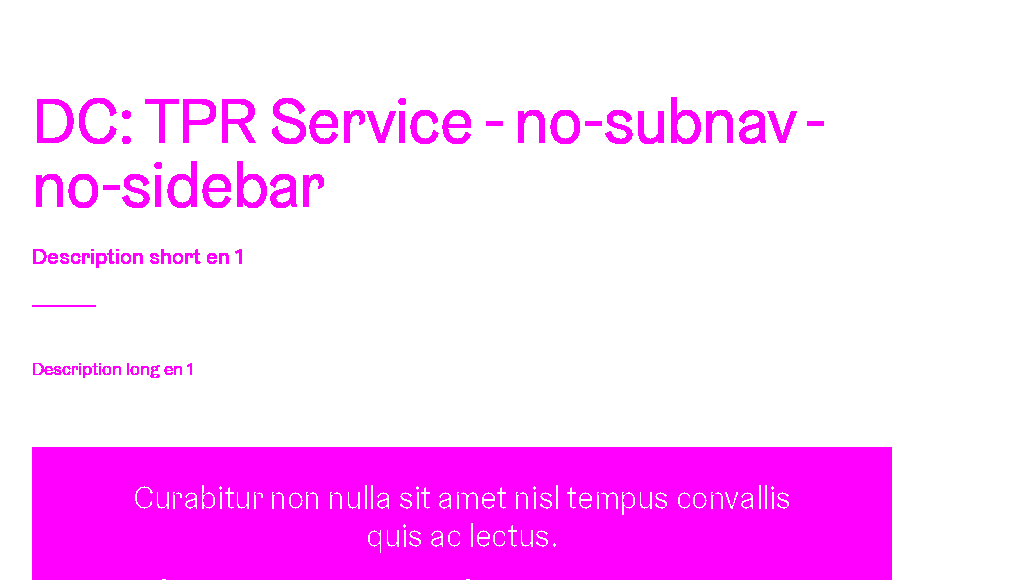 DC: TPR Service - no-subnav -
no-sidebar
Description short en 1
Description long en 1
Curabitur non nulla sit amet nisl tempus convallis
quis ac lectus.